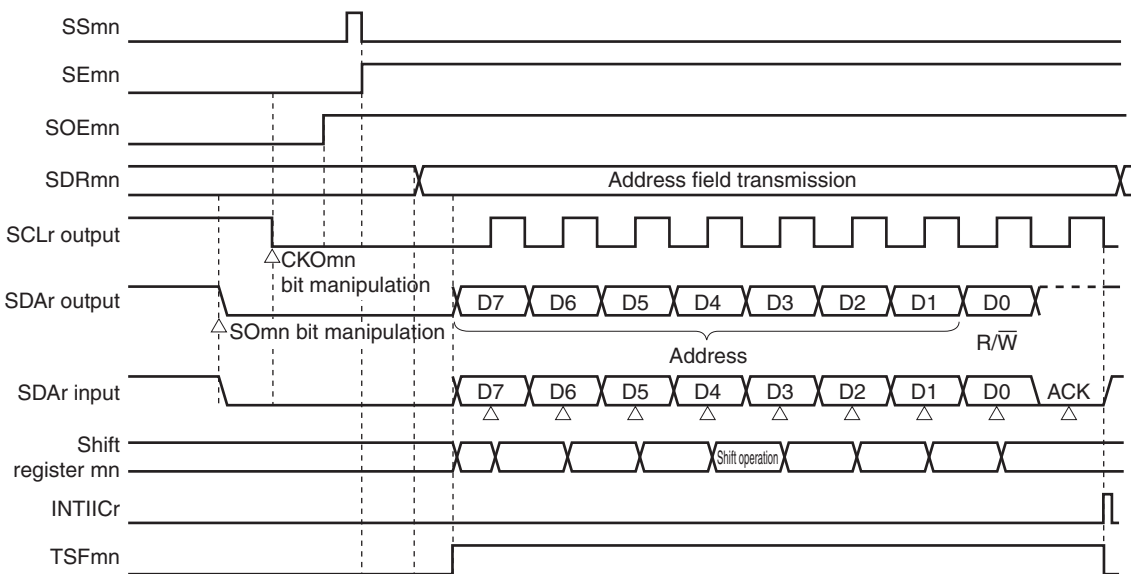 SSmn
SEmn
SOEmn
SDRmn
Address field transmission
SCLr output
CKOmn
bit manipulation
SDAr output
D7 D6 D5 D4 D3 D2 D1 D0
SOmn bit manipulation
Address
R/W̅
SDAr input
D7 D6 D5 D4 D3 D2 D1 D0 ACK
Shift
register mn
Shift operation
INTIICr
TSFmn